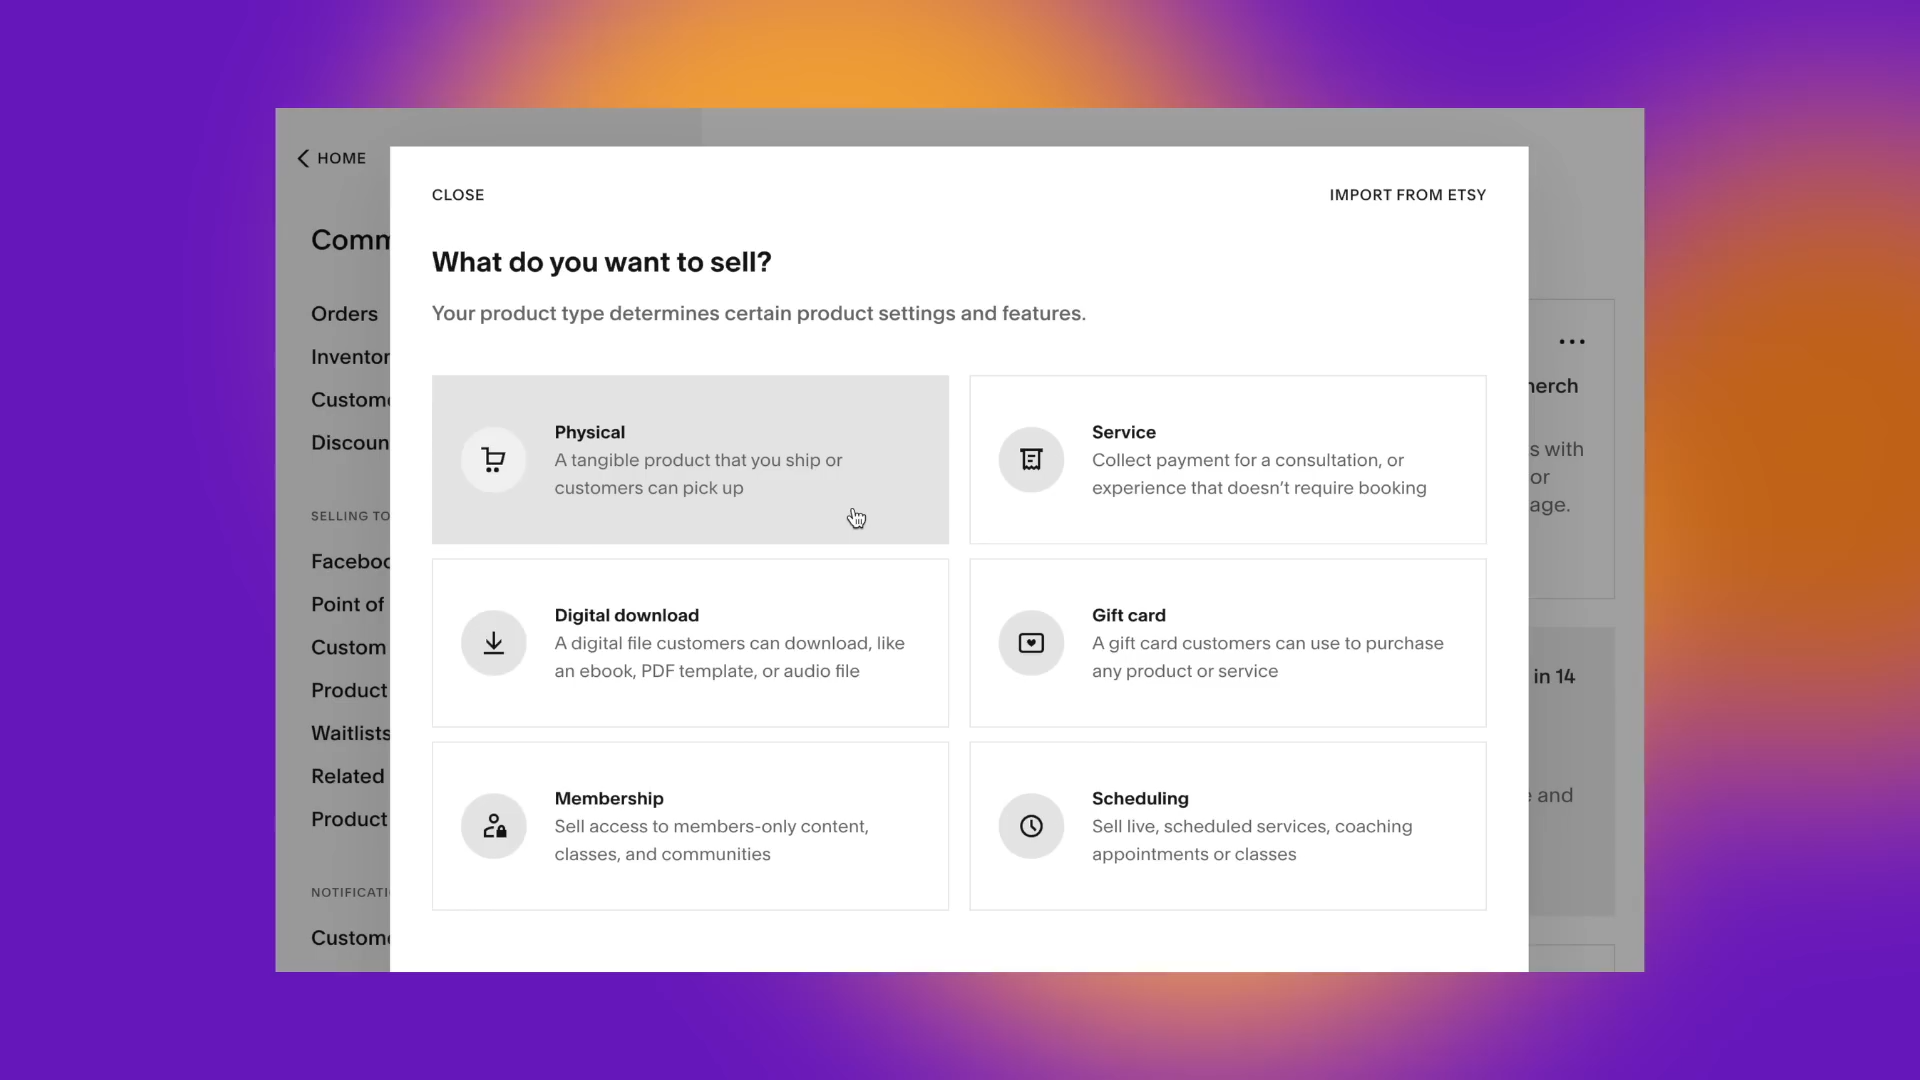 HOME
CLOSE
IMPORT FROM ETSY
Comm
What do you want to sell?
Your product type determines certain product settings and features.
Orders
Inventor
Custome
Discoun
SELLING TO
Facebo
Point of
Custom
Product
Waitlists
Related
Product
NOTIFICATI
Custome
Physical
A tangible product that you ship or
customers can pick up
Service
Collect payment for a consultation, or
experience that doesn’t require booking
Digital download
A digital file customers can download, like
an ebook, PDF template, or audio file
Gift card
A gift card customers can use to purchase
any product or service
Membership
Sell access to members-only content,
classes, and communities
Scheduling
Sell live, scheduled services, coaching
appointments or classes
merch
s with
or
age.
in 14
and